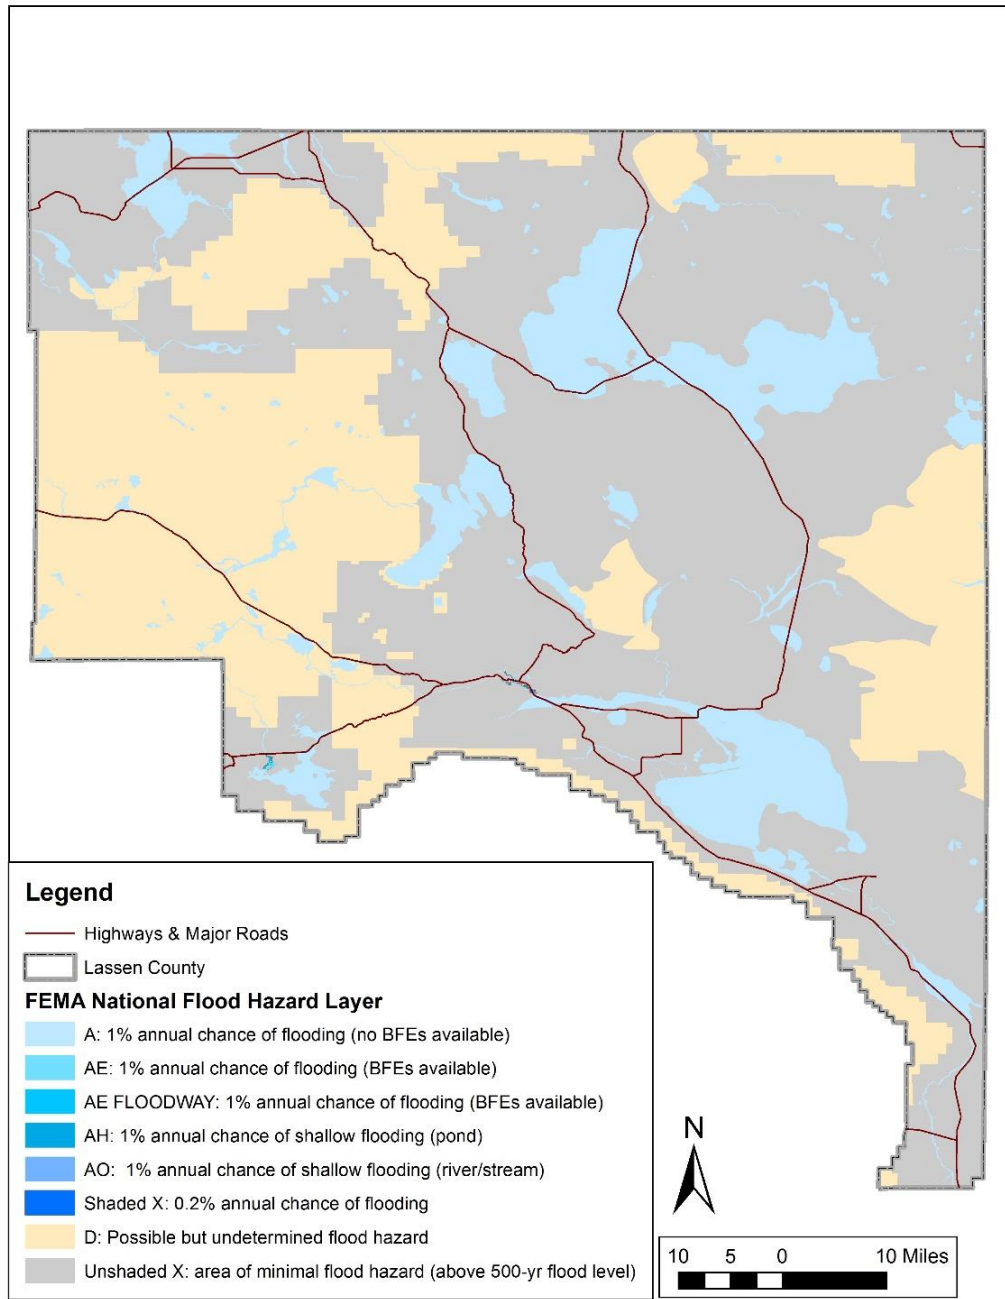 Legend
Highways & Major Roads
Lassen County
FEMA National Flood Hazard Layer
A: 1% annual chance of flooding (no BFEs available)
AE: 1% annual chance of flooding (BFEs available)
AE FLOODWAY: 1% annual chance of flooding (BFEs available)
AH: 1% annual chance of shallow flooding (pond)
AO:  1% annual chance of shallow flooding (river/stream)
Shaded X: 0.2% annual chance of flooding
D: Possible but undetermined flood hazard
Unshaded X: area of minimal flood hazard (above 500-yr flood level)
N
10 5 0 10 Miles